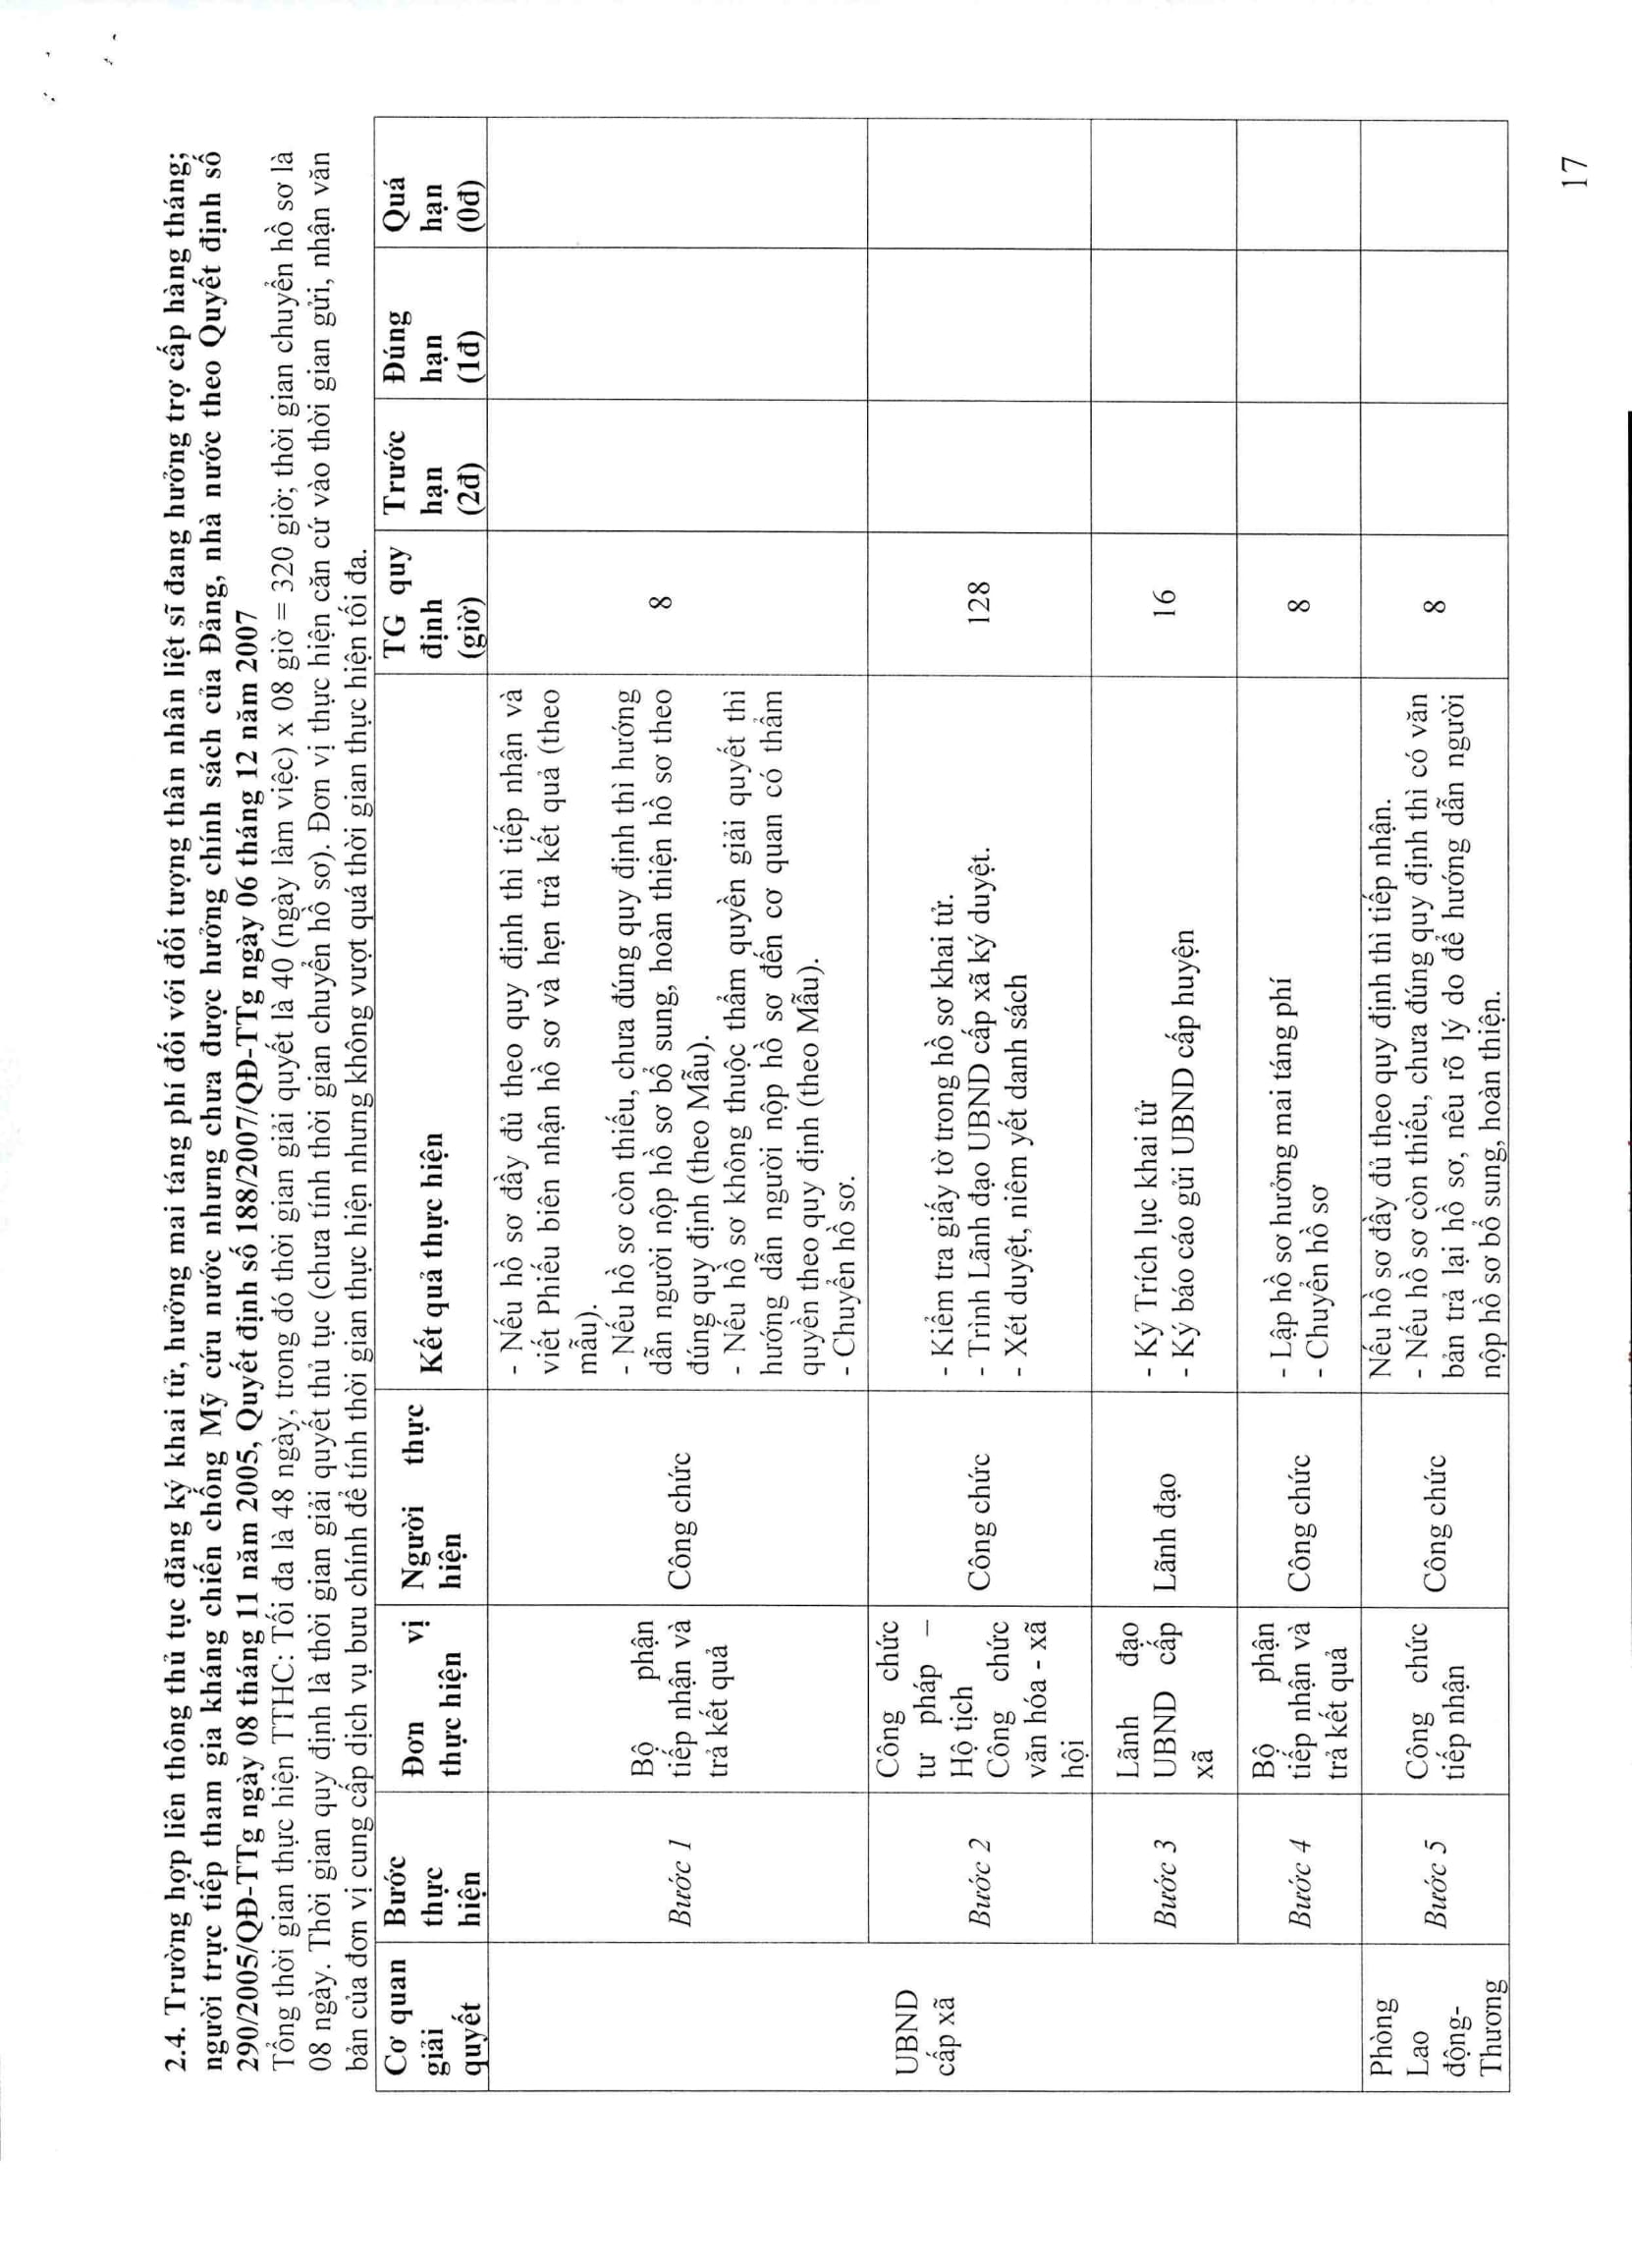 2.4. Trường hợp liên thông thủ tục đăng ký khai tử, hưởng mai táng phí đối với đối tượng thân nhân liệt sĩ đang hưởng trợ cấp hàng tháng;
người trực tiếp tham gia kháng chiến chống Mỹ cứu nước nhưng chưa được hưởng chính sách của Đảng, nhà nước theo Quyết định số
290/2005/QĐ-TTg ngày 08 tháng 11 năm 2005, Quyết định số 188/2007/QĐ-TTg ngày 06 tháng 12 năm 2007
Tổng thời gian thực hiện TTHC: Tối đa là 48 ngày, trong đó thời gian giải quyết là 40 (ngày làm việc) x 08 giờ = 320 giờ; thời gian chuyển hồ sơ là
08 ngày. Thời gian quy định là thời gian giải quyết thủ tục (chưa tính thời gian chuyển hồ sơ). Đơn vị thực hiện căn cứ vào thời gian gửi, nhận văn
bản của đơn vị cung cấp dịch vụ bưu chính để tính thời gian thực hiện nhưng không vượt quá thời gian thực hiện tối đa.
Cơ quan
giải
quyết
Bước
thực
hiện
Đơn vị
thực hiện
Người thực
hiện
Kết quả thực hiện
TG quy
định
(giờ)
Trước
hạn
(2đ)
Đúng
hạn
(1đ)
Quá
hạn
(0đ)
UBND
cấp xã
Bước 1
Bộ phận
tiếp nhận và
trả kết quả
Công chức
- Nếu hồ sơ đầy đủ theo quy định thì tiếp nhận và
viết Phiếu biên nhận hồ sơ và hẹn trả kết quả (theo
mẫu).
- Nếu hồ sơ còn thiếu, chưa đúng quy định thì hướng
dẫn người nộp hồ sơ bổ sung, hoàn thiện hồ sơ theo
đúng quy định (theo Mẫu).
- Nếu hồ sơ không thuộc thẩm quyền giải quyết thì
hướng dẫn người nộp hồ sơ đến cơ quan có thẩm
quyền theo quy định (theo Mẫu).
- Chuyển hồ sơ.
8
Bước 2
Công chức
tư pháp –
Hộ tịch
Công chức
văn hóa - xã
hội
Công chức
- Kiểm tra giấy tờ trong hồ sơ khai tử.
- Trình Lãnh đạo UBND cấp xã ký duyệt.
- Xét duyệt, niêm yết danh sách
128
Bước 3
Lãnh đạo
UBND cấp
xã
Lãnh đạo
- Ký Trích lục khai tử
- Ký báo cáo gửi UBND cấp huyện
16
Bước 4
Bộ phận
tiếp nhận và
trả kết quả
Công chức
- Lập hồ sơ hưởng mai táng phí
- Chuyển hồ sơ
8
Phòng
Lao
động-
Thương
Bước 5
Công chức
tiếp nhận
Công chức
Nếu hồ sơ đầy đủ theo quy định thì tiếp nhận.
- Nếu hồ sơ còn thiếu, chưa đúng quy định thì có văn
bản trả lại hồ sơ, nêu rõ lý do để hướng dẫn người
nộp hồ sơ bổ sung, hoàn thiện.
8
17